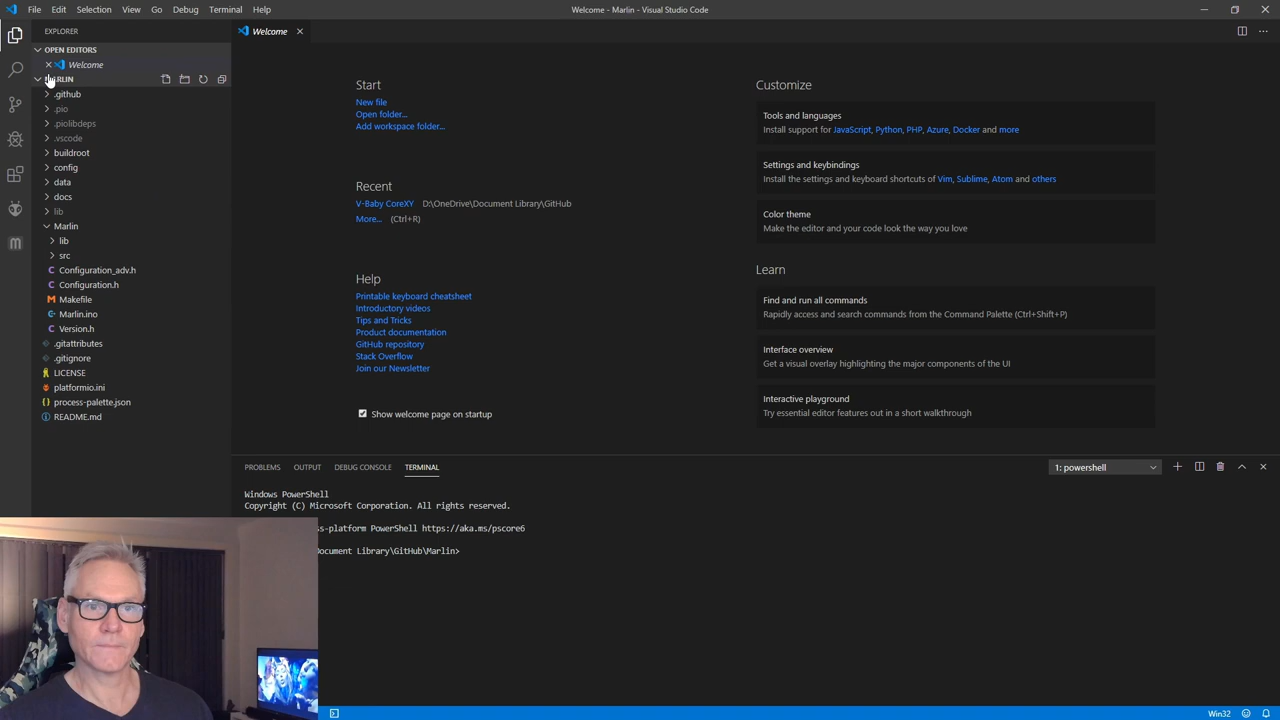 File Edit Selection View Go Debug Terminal Help
Welcome - Marlin - Visual Studio Code
EXPLORER
OPEN EDITORS
Welcome
.github
.pio
.piolibdeps
.vscode
buildroot
config
data
docs
lib
Marlin
lib
src
Configuration_adv.h
Configuration.h
Makefile
Marlin.ino
Version.h
.gitattributes
.gitignore
LICENSE
platformio.ini
process-palette.json
README.md
Welcome
Start
New file
Open folder...
Add workspace folder...
Recent
V-Baby CoreXY D:\OneDrive\Document Library\GitHub
More... (Ctrl+R)
Help
Printable keyboard cheatsheet
Introductory videos
Tips and Tricks
Product documentation
GitHub repository
Stack Overflow
Join our Newsletter
Show welcome page on startup
Customize
Tools and languages
Install support for JavaScript, Python, PHP, Azure, Docker and more
Settings and keybindings
Install the settings and keyboard shortcuts of Vim, Sublime, Atom and others
Color theme
Make the editor and your code look the way you love
Learn
Find and run all commands
Rapidly access and search commands from the Command Palette (Ctrl+Shift+P)
Interface overview
Get a visual overlay highlighting the major components of the UI
Interactive playground
Try essential editor features out in a short walkthrough
PROBLEMS OUTPUT DEBUG CONSOLE TERMINAL
1: powershell
Windows PowerShell
Copyright (C) Microsoft Corporation. All rights reserved.
ss-platform PowerShell https://aka.ms/pscore6
ocument Library\GitHub\Marlin>
Win32